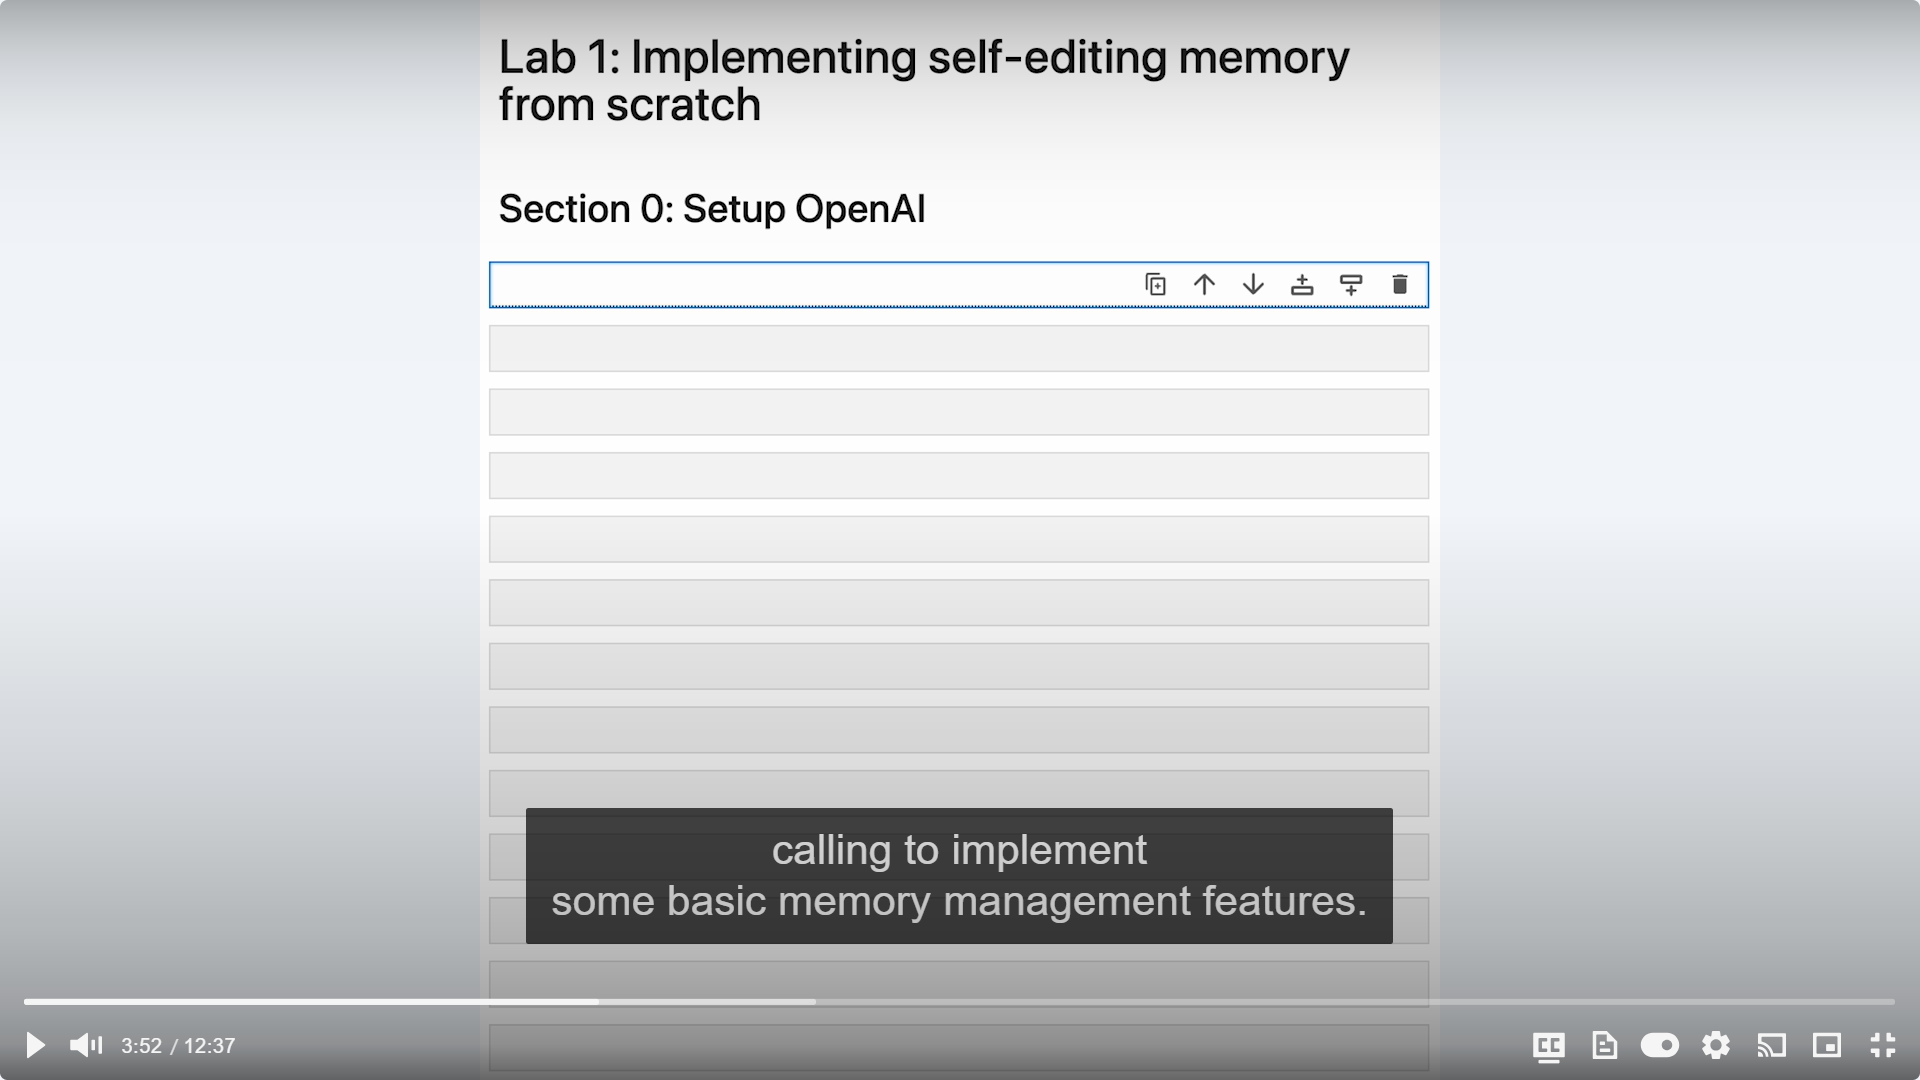 Lab 1: Implementing self-editing memory
from scratch
Section 0: Setup OpenAI
calling to implement
some basic memory management features.
3:52 / 12:37
CC